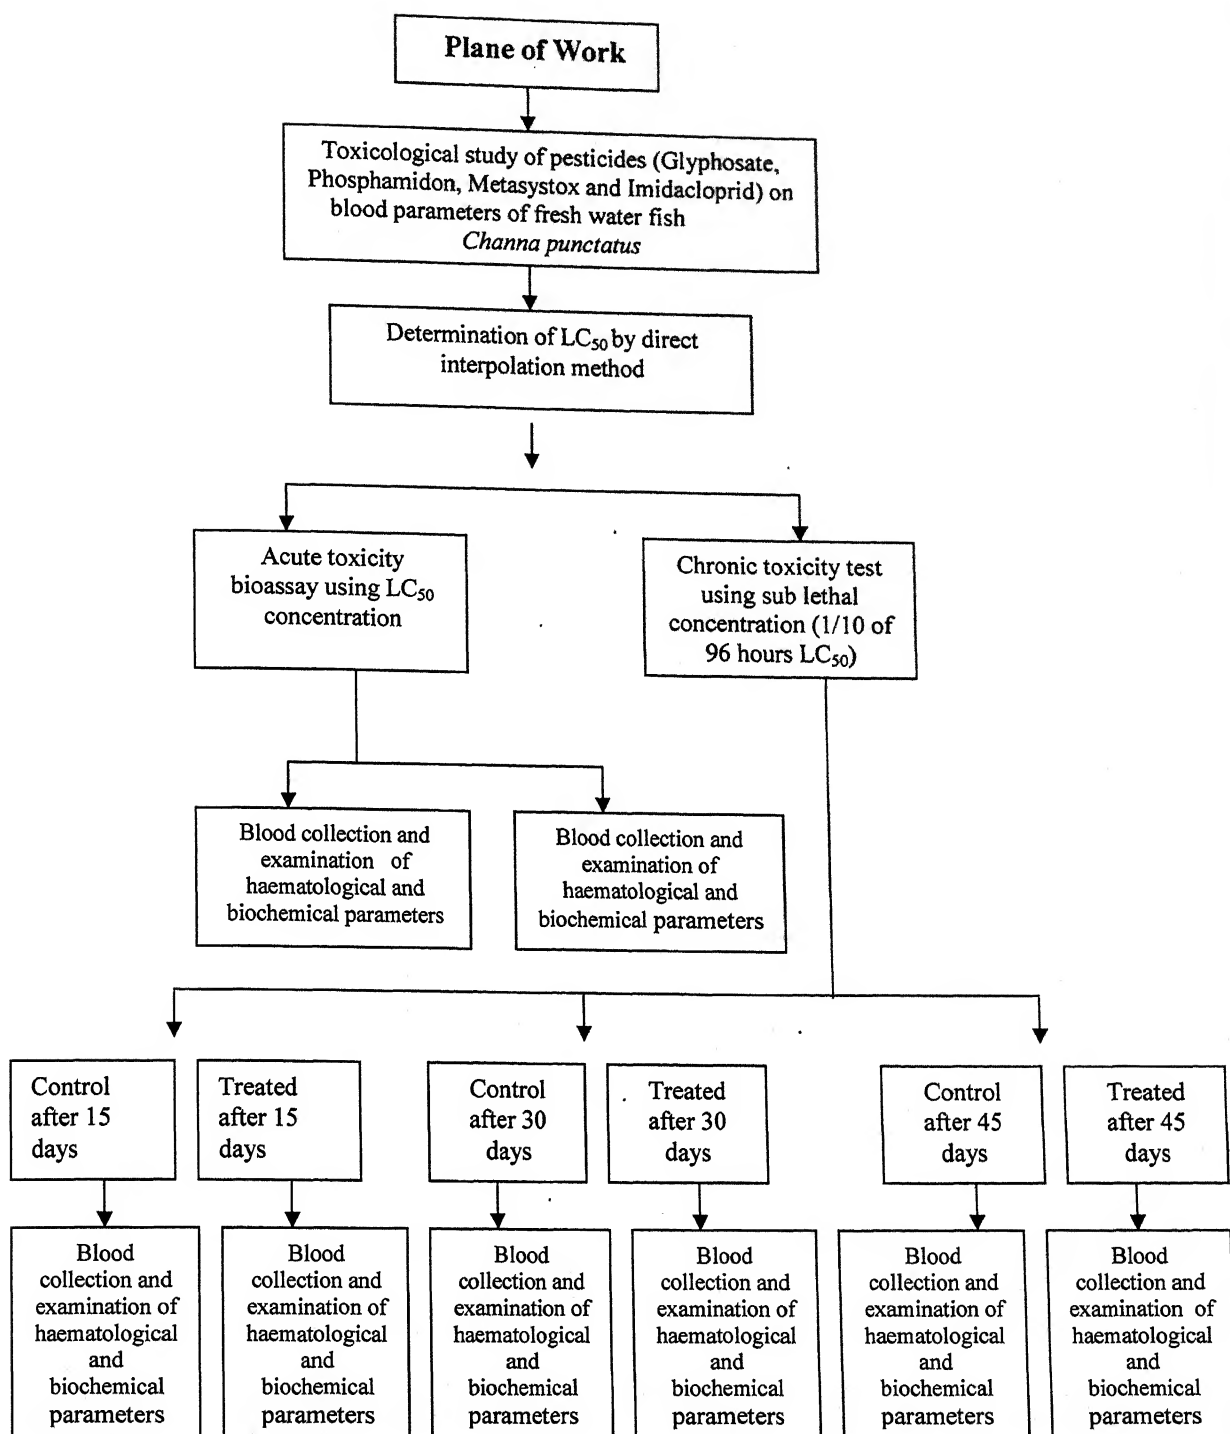 Plane of Work
Toxicological study of pesticides (Glyphosate,
Phosphamidon, Metasystox and Imidacloprid) on
blood parameters of fresh water fish
Channa punctatus
Determination of LC50 by direct
interpolation method
Acute toxicity
bioassay using LC50
concentration
Chronic toxicity test
using sub lethal
concentration (1/10 of
96 hours LC50)
Blood collection and
examination of
haematological and
biochemical parameters
Blood collection and
examination of
haematological and
biochemical parameters
Control
after 15
days
Treated
after 15
days
Control
after 30
days
Treated
after 30
days
Control
after 45
days
Treated
after 45
days
Blood
collection and
examination of
haematological
and
biochemical
parameters
Blood
collection and
examination of
haematological
and
biochemical
parameters
Blood
collection and
examination of
haematological
and
biochemical
parameters
Blood
collection and
examination of
haematological
and
biochemical
parameters
Blood
collection and
examination of
haematological
and
biochemical
parameters
Blood
collection and
examination of
haematological
and
biochemical
parameters